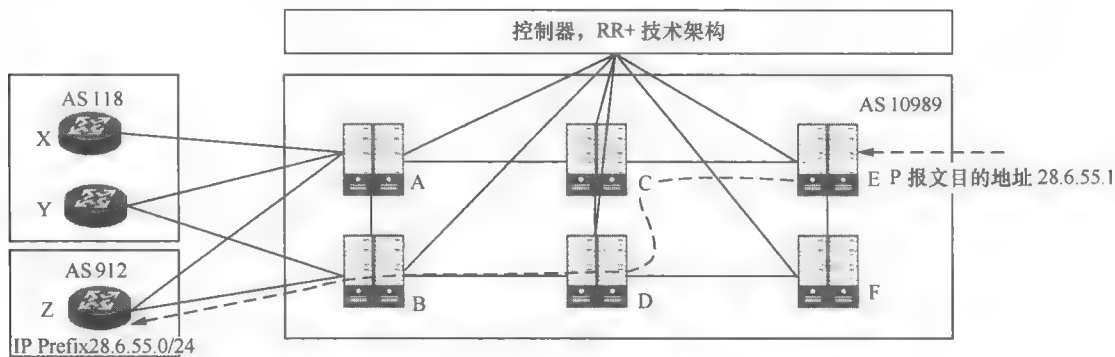 控制器，RR+ 技术架构
AS 118
X
Y
AS 912
Z
IP Prefix28.6.55.0/24
AS 10989
A
B
C
D
E
F
P 报文目的地址 28.6.55.1